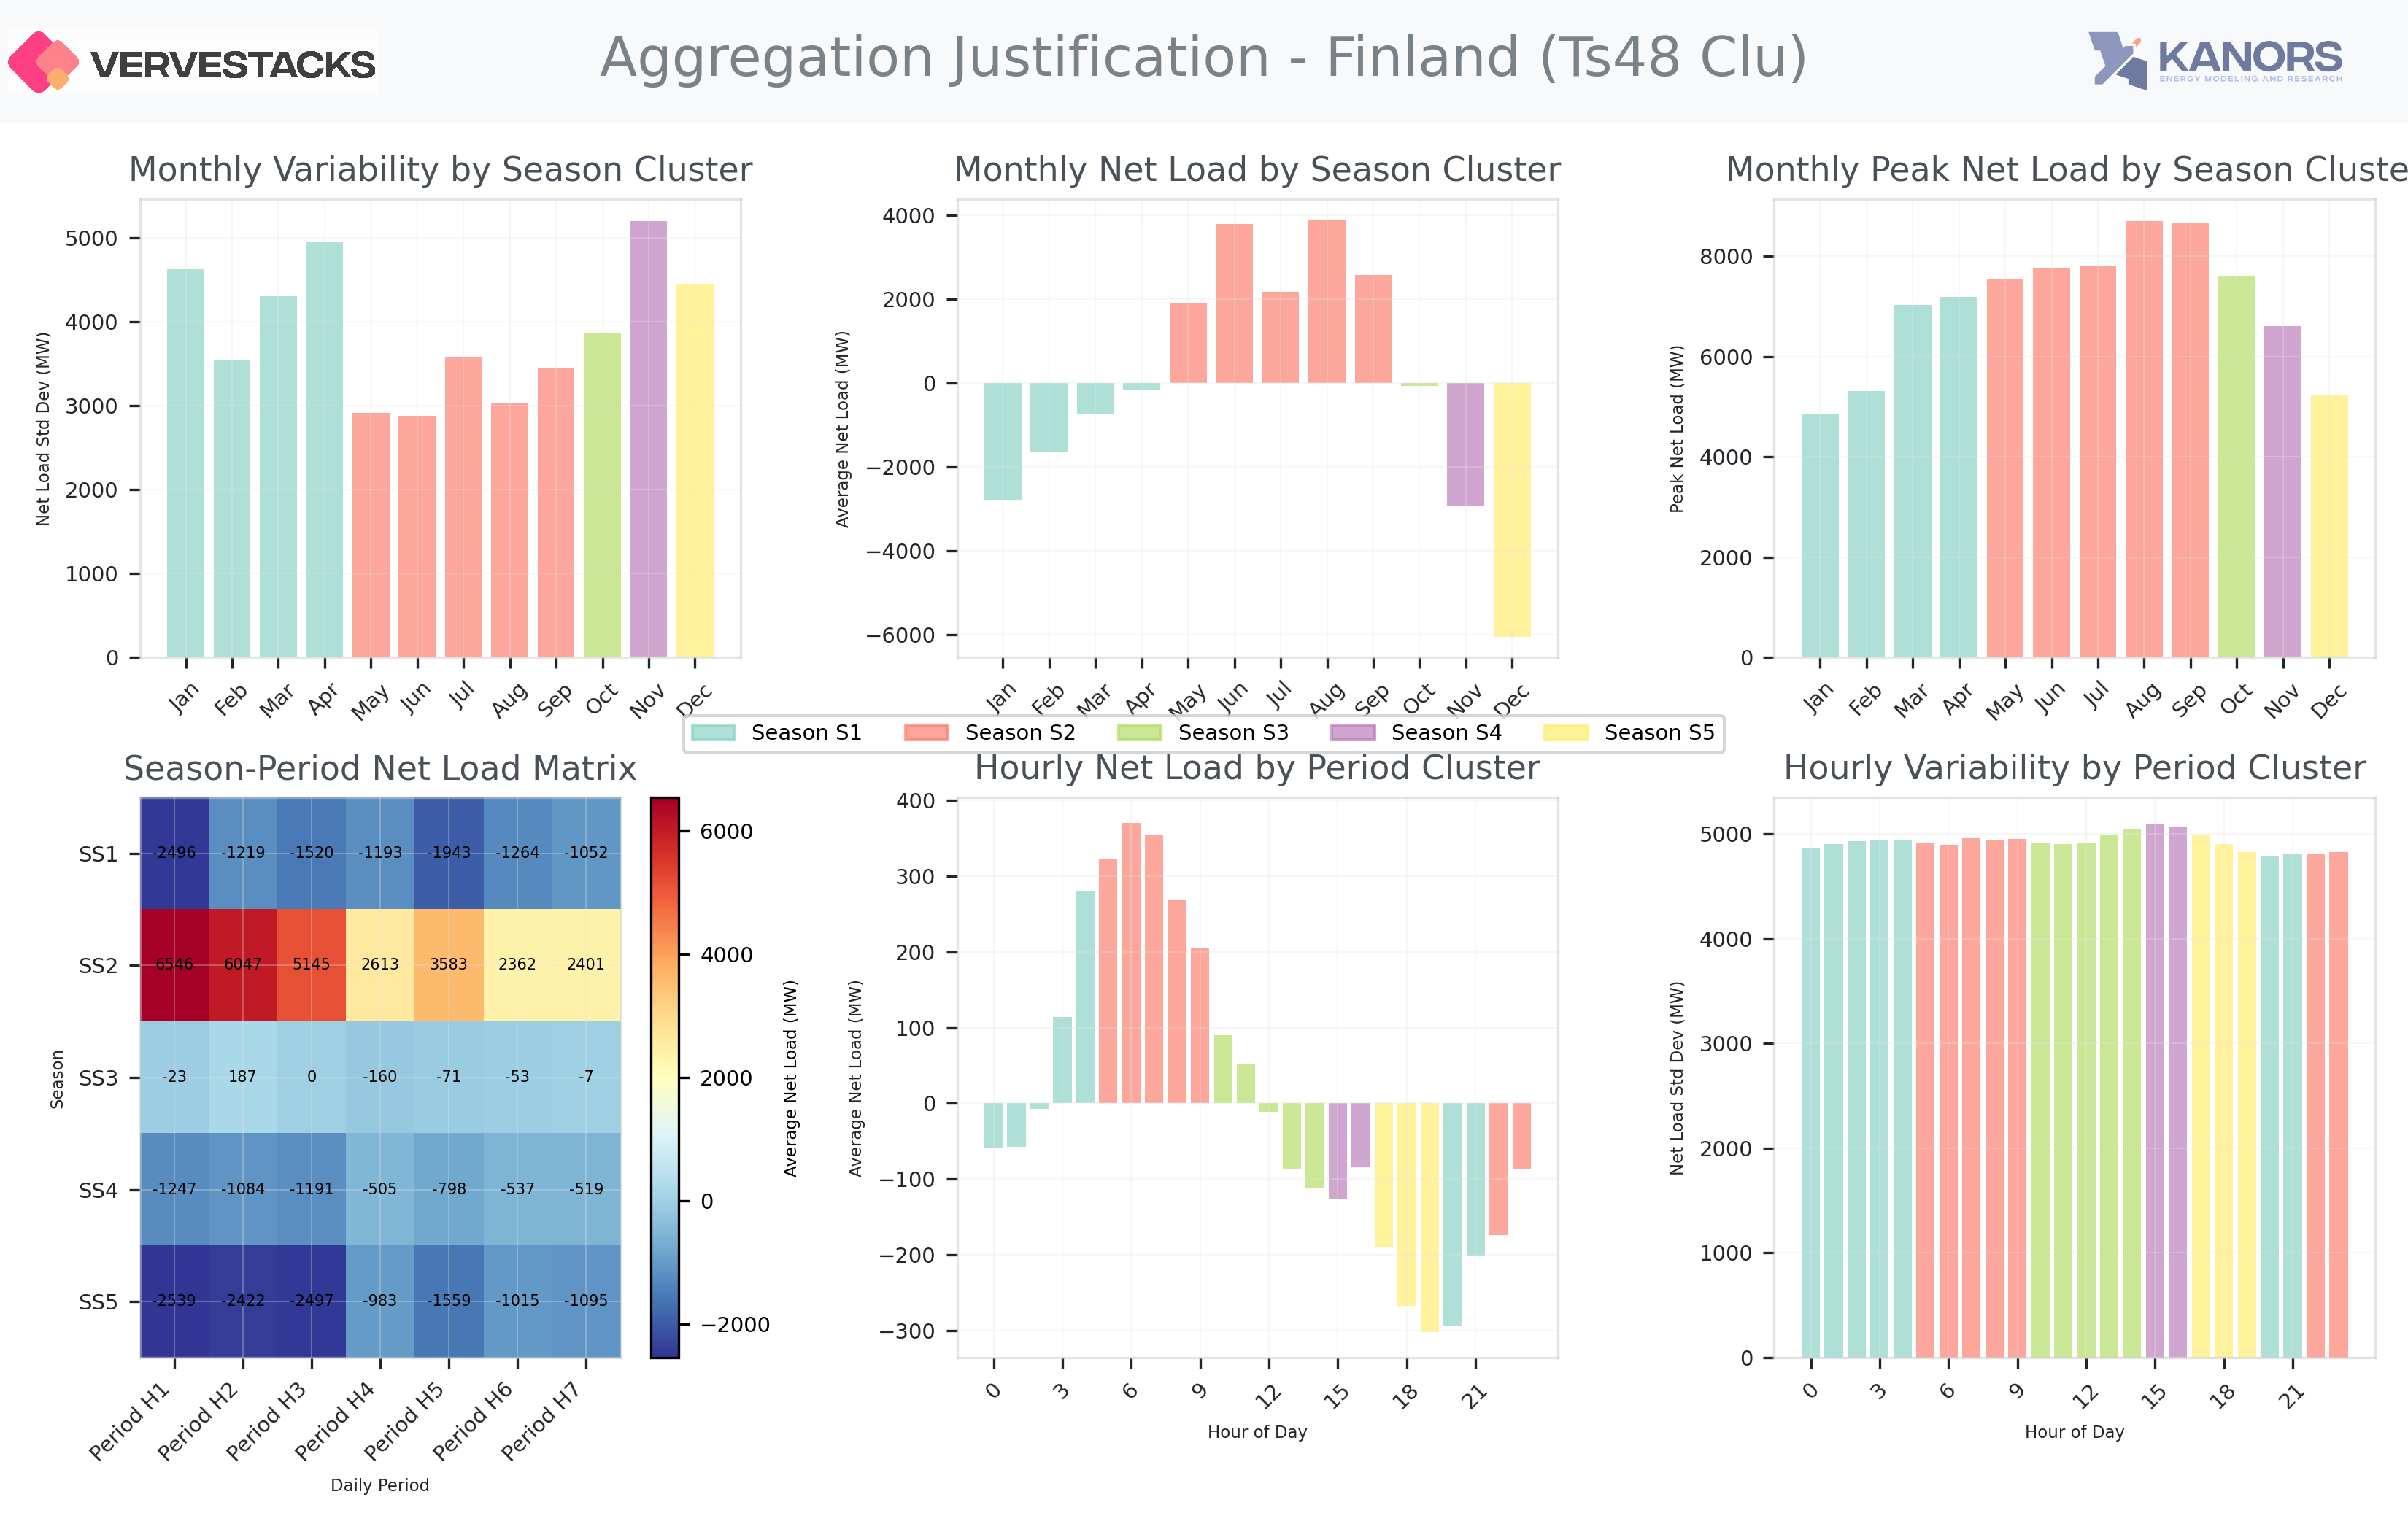 VERVESTACKS
Aggregation Justification - Finland (Ts48 Clu)
KANORS
ENERGY MODELING AND RESEARCH
Monthly Variability by Season Cluster
Net Load Std Dev (MW)
5000
4000
3000
2000
1000
0
Jan Feb Mar Apr May Jun Jul Aug Sep Oct Nov Dec
Monthly Net Load by Season Cluster
Average Net Load (MW)
4000
2000
0
−2000
−4000
−6000
Jan Feb Mar Apr May Jun Jul Aug Sep Oct Nov Dec
Monthly Peak Net Load by Season Cluste
Peak Net Load (MW)
8000
6000
4000
2000
0
Jan Feb Mar Apr May Jun Jul Aug Sep Oct Nov Dec
Season S1 Season S2 Season S3 Season S4 Season S5
Season-Period Net Load Matrix
Season
SS1 -2496 -1219 -1520 -1193 -1943 -1264 -1052
SS2 6546 6047 5145 2613 3583 2362 2401
SS3 -23 187 0 -160 -71 -53 -7
SS4 -1247 -1084 -1191 -505 -798 -537 -519
SS5 -2539 -2422 -2497 -983 -1559 -1015 -1095
Period H1 Period H2 Period H3 Period H4 Period H5 Period H6 Period H7
Daily Period
6000
4000
2000
0
−2000
Average Net Load (MW)
Hourly Net Load by Period Cluster
Average Net Load (MW)
400
300
200
100
0
−100
−200
−300
0 3 6 9 12 15 18 21
Hour of Day
Hourly Variability by Period Cluster
Net Load Std Dev (MW)
5000
4000
3000
2000
1000
0
0 3 6 9 12 15 18 21
Hour of Day